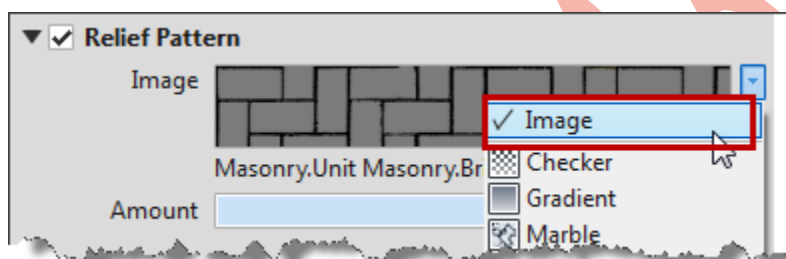 Relief Pattern
Image
Image
Masonry.Unit Masonry.Br
Checker
Gradient
Amount
Marble